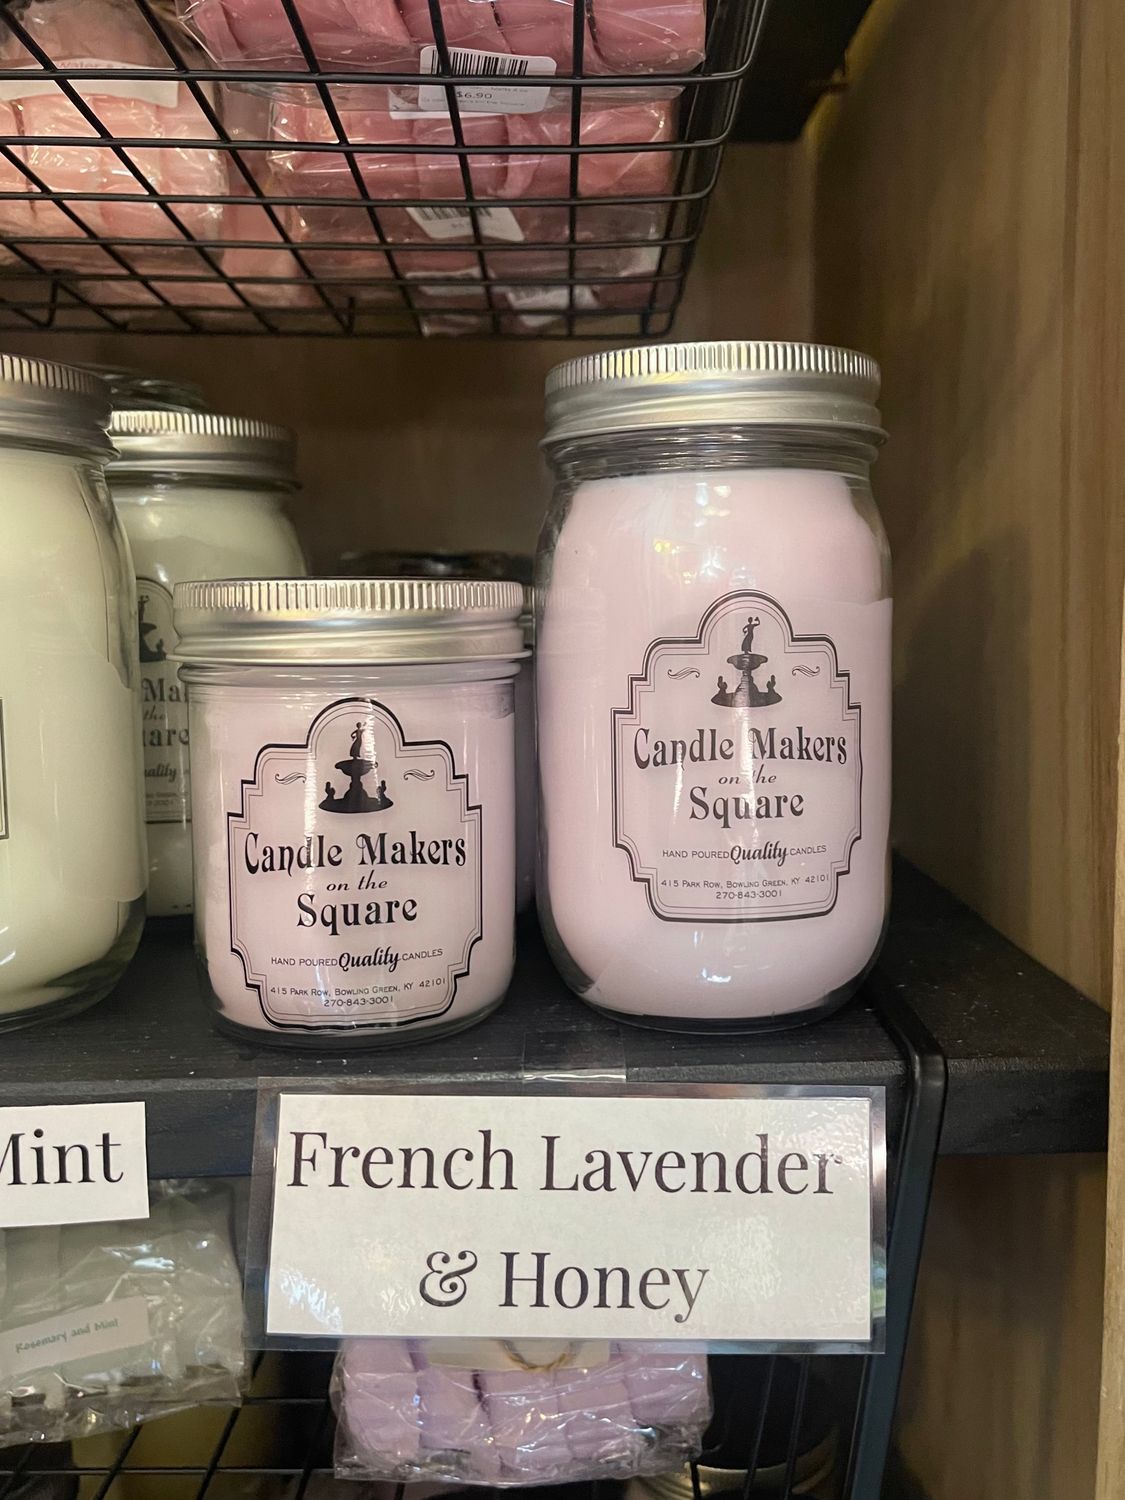 $6.90
Candle Makers
on the
Square
HAND POURED Quality CANDLES
415 PARK ROW, BOWLING GREEN, KY 42101
270-843-3001
Candle Makers
on the
Square
HAND POURED Quality CANDLES
415 PARK ROW, BOWLING GREEN, KY 42101
270-843-3001
Mint
French Lavender
& Honey
Rosemary and Mint